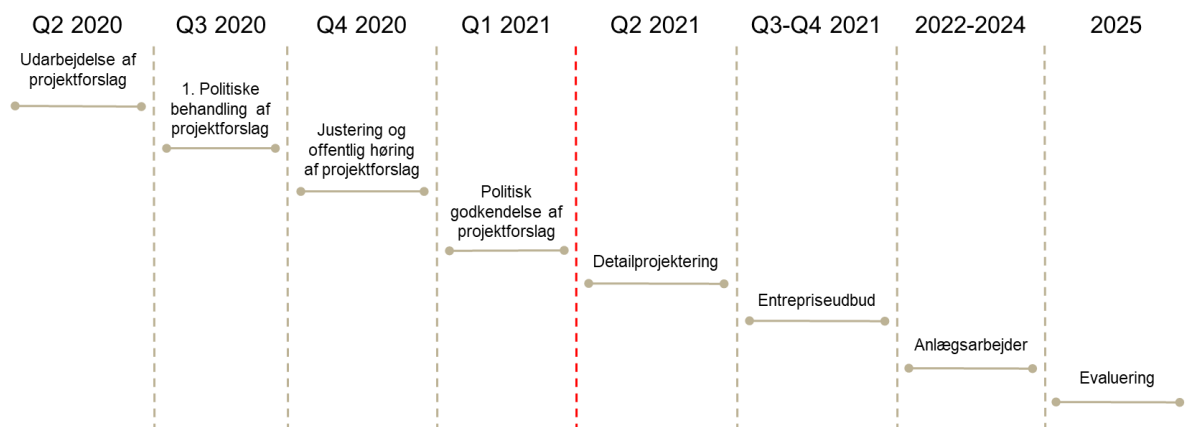 Q2 2020
Q3 2020
Q4 2020
Q1 2021
Q2 2021
Q3-Q4 2021
2022-2024
2025
Udarbejdelse af
projektforslag
1. Politiske
behandling af
projektforslag
Justering og
offentlig høring
af projektforslag
Politisk
godkendelse af
projektforslag
Detailprojektering
Entrepriseudbud
Anlægsarbejder
Evaluering